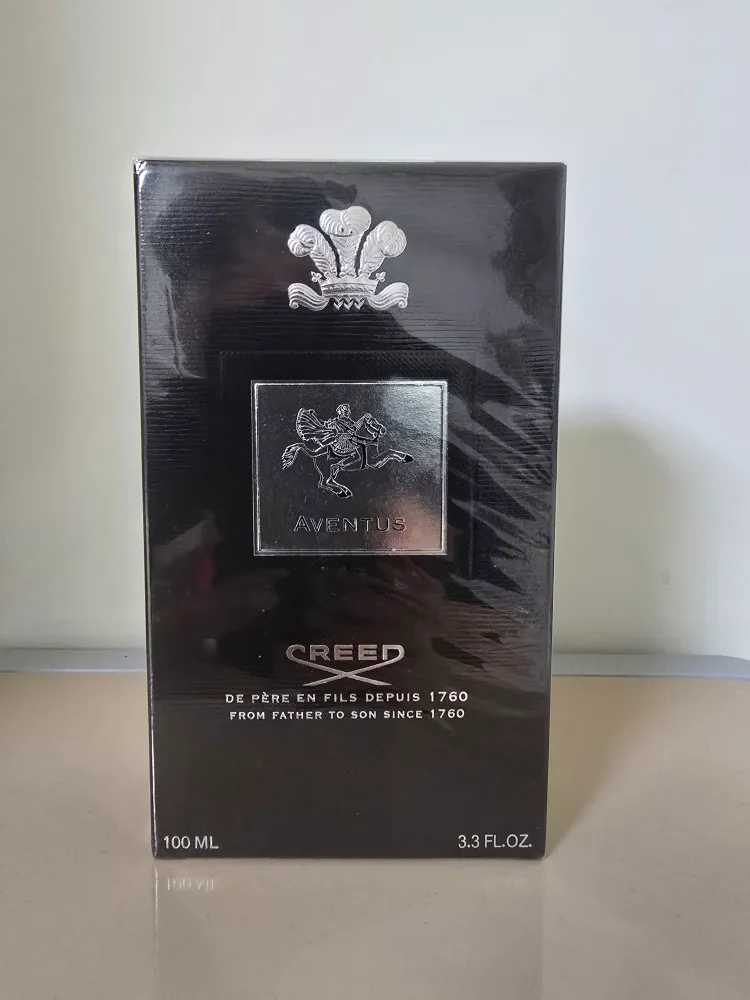 AVENTUS
CREED
DE PÈRE EN FILS DEPUIS 1760
FROM FATHER TO SON SINCE 1760
100 ML 3.3 FL.OZ.